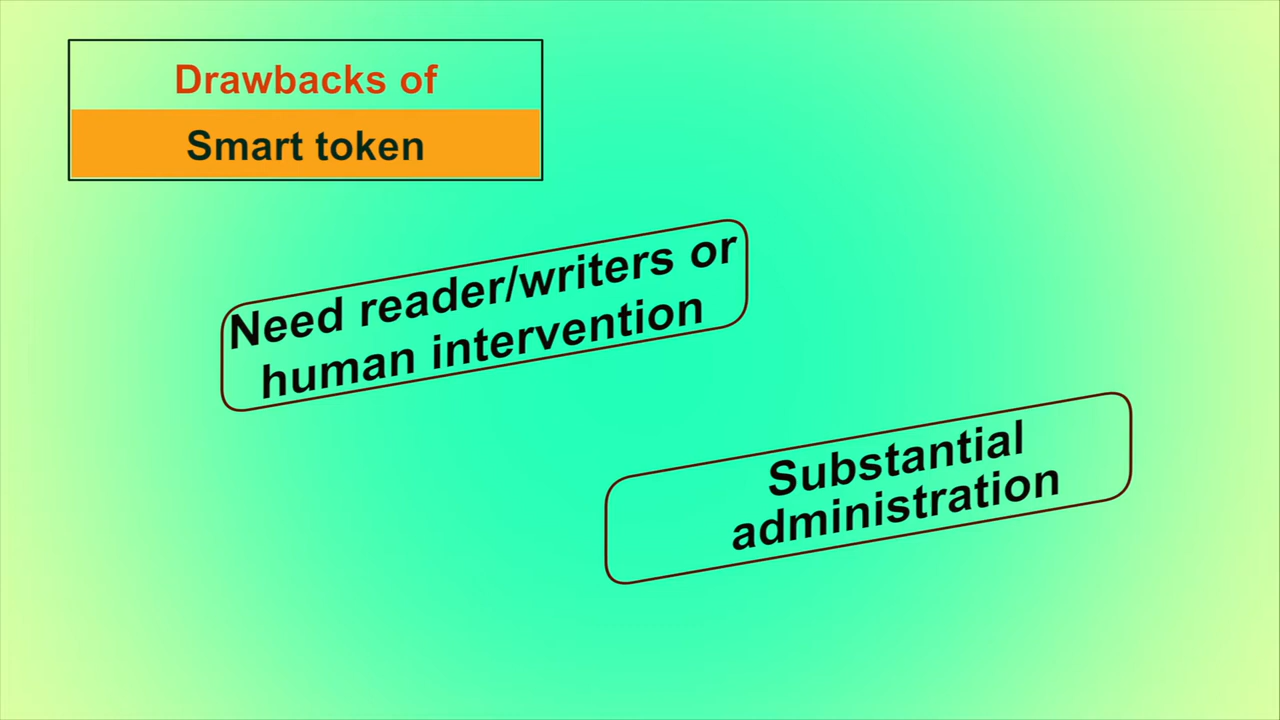 Drawbacks of
Smart token
Need reader/writers or
human intervention
Substantial
administration